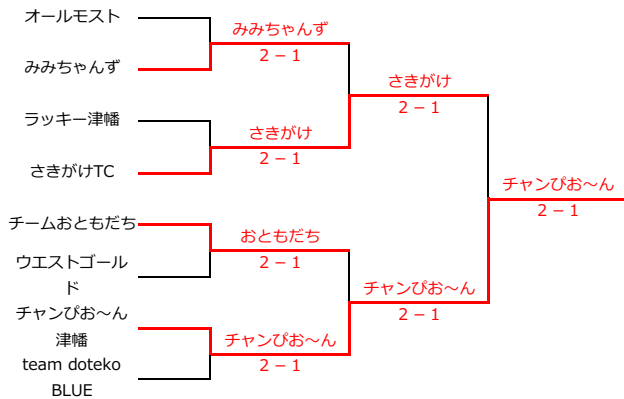 オールモスト
みみちゃんず
ラッキー津幡
さきがけTC
チームおともだち
ウエストゴール
ド
チャンぴお～ん
津幡
team doteko
BLUE
みみちゃんず
2－1
さきがけ
2－1
おともだち
2－1
チャンぴお～ん
2－1
さきがけ
2－1
チャンぴお～ん
2－1
チャンぴお～ん
2－1